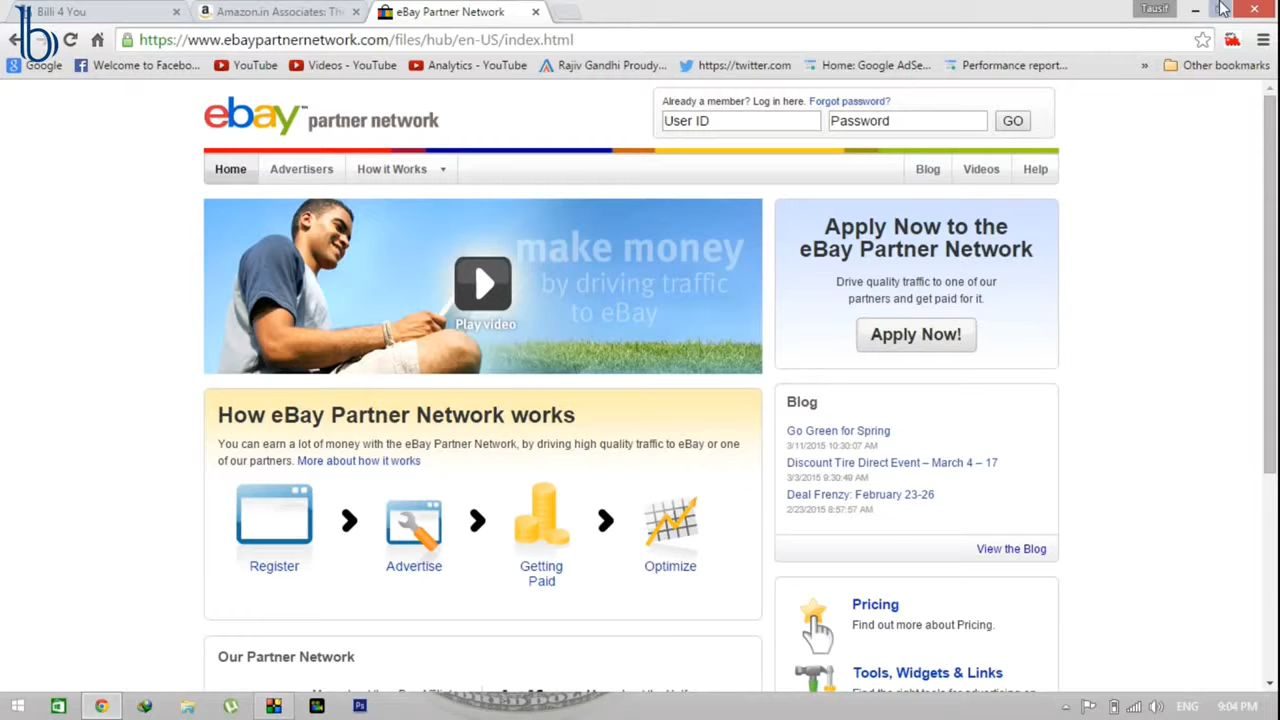 Billi 4 You
Amazon.in Associates: The
eBay Partner Network
Tausif
https://www.ebaypartnernetwork.com/files/hub/en-US/index.html
Google
Welcome to Facebo...
YouTube
Videos - YouTube
Analytics - YouTube
Rajiv Gandhi Proudy...
https://twitter.com
Home: Google AdSe...
Performance report...
»
Other bookmarks
b
ebay™ partner network
Already a member? Log in here. Forgot password?
User ID
Password
GO
Home
Advertisers
How it Works
Blog
Videos
Help
make money
by driving traffic
to eBay
Play video
Apply Now to the
eBay Partner Network
Drive quality traffic to one of our
partners and get paid for it.
Apply Now!
How eBay Partner Network works
You can earn a lot of money with the eBay Partner Network, by driving high quality traffic to eBay or one
of our partners. More about how it works
Register
Advertise
Getting
Paid
Optimize
Blog
Go Green for Spring
3/11/2015 10:30:07 AM
Discount Tire Direct Event – March 4 – 17
3/3/2015 9:30:49 AM
Deal Frenzy: February 23-26
2/23/2015 8:57:57 AM
View the Blog
Pricing
Find out more about Pricing.
Tools, Widgets & Links
Our Partner Network
Ps
ENG
9:04 PM